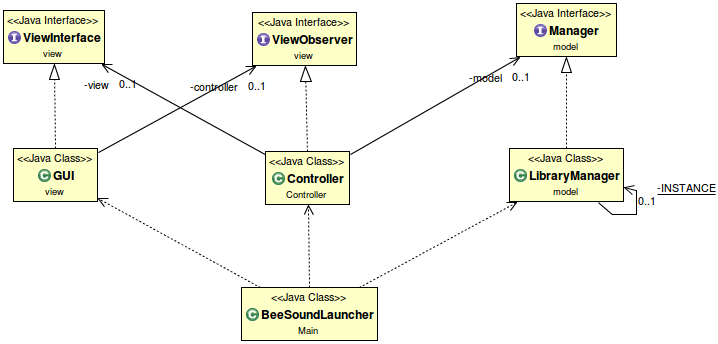 <<Java Interface>>
I ViewInterface
view
<<Java Interface>>
I ViewObserver
view
<<Java Interface>>
I Manager
model
-view 0..1
-controller 0..1
-model 0..1
<<Java Class>>
C GUI
view
<<Java Class>>
C Controller
Controller
<<Java Class>>
C LibraryManager
model
-INSTANCE
0..1
<<Java Class>>
C BeeSoundLauncher
Main